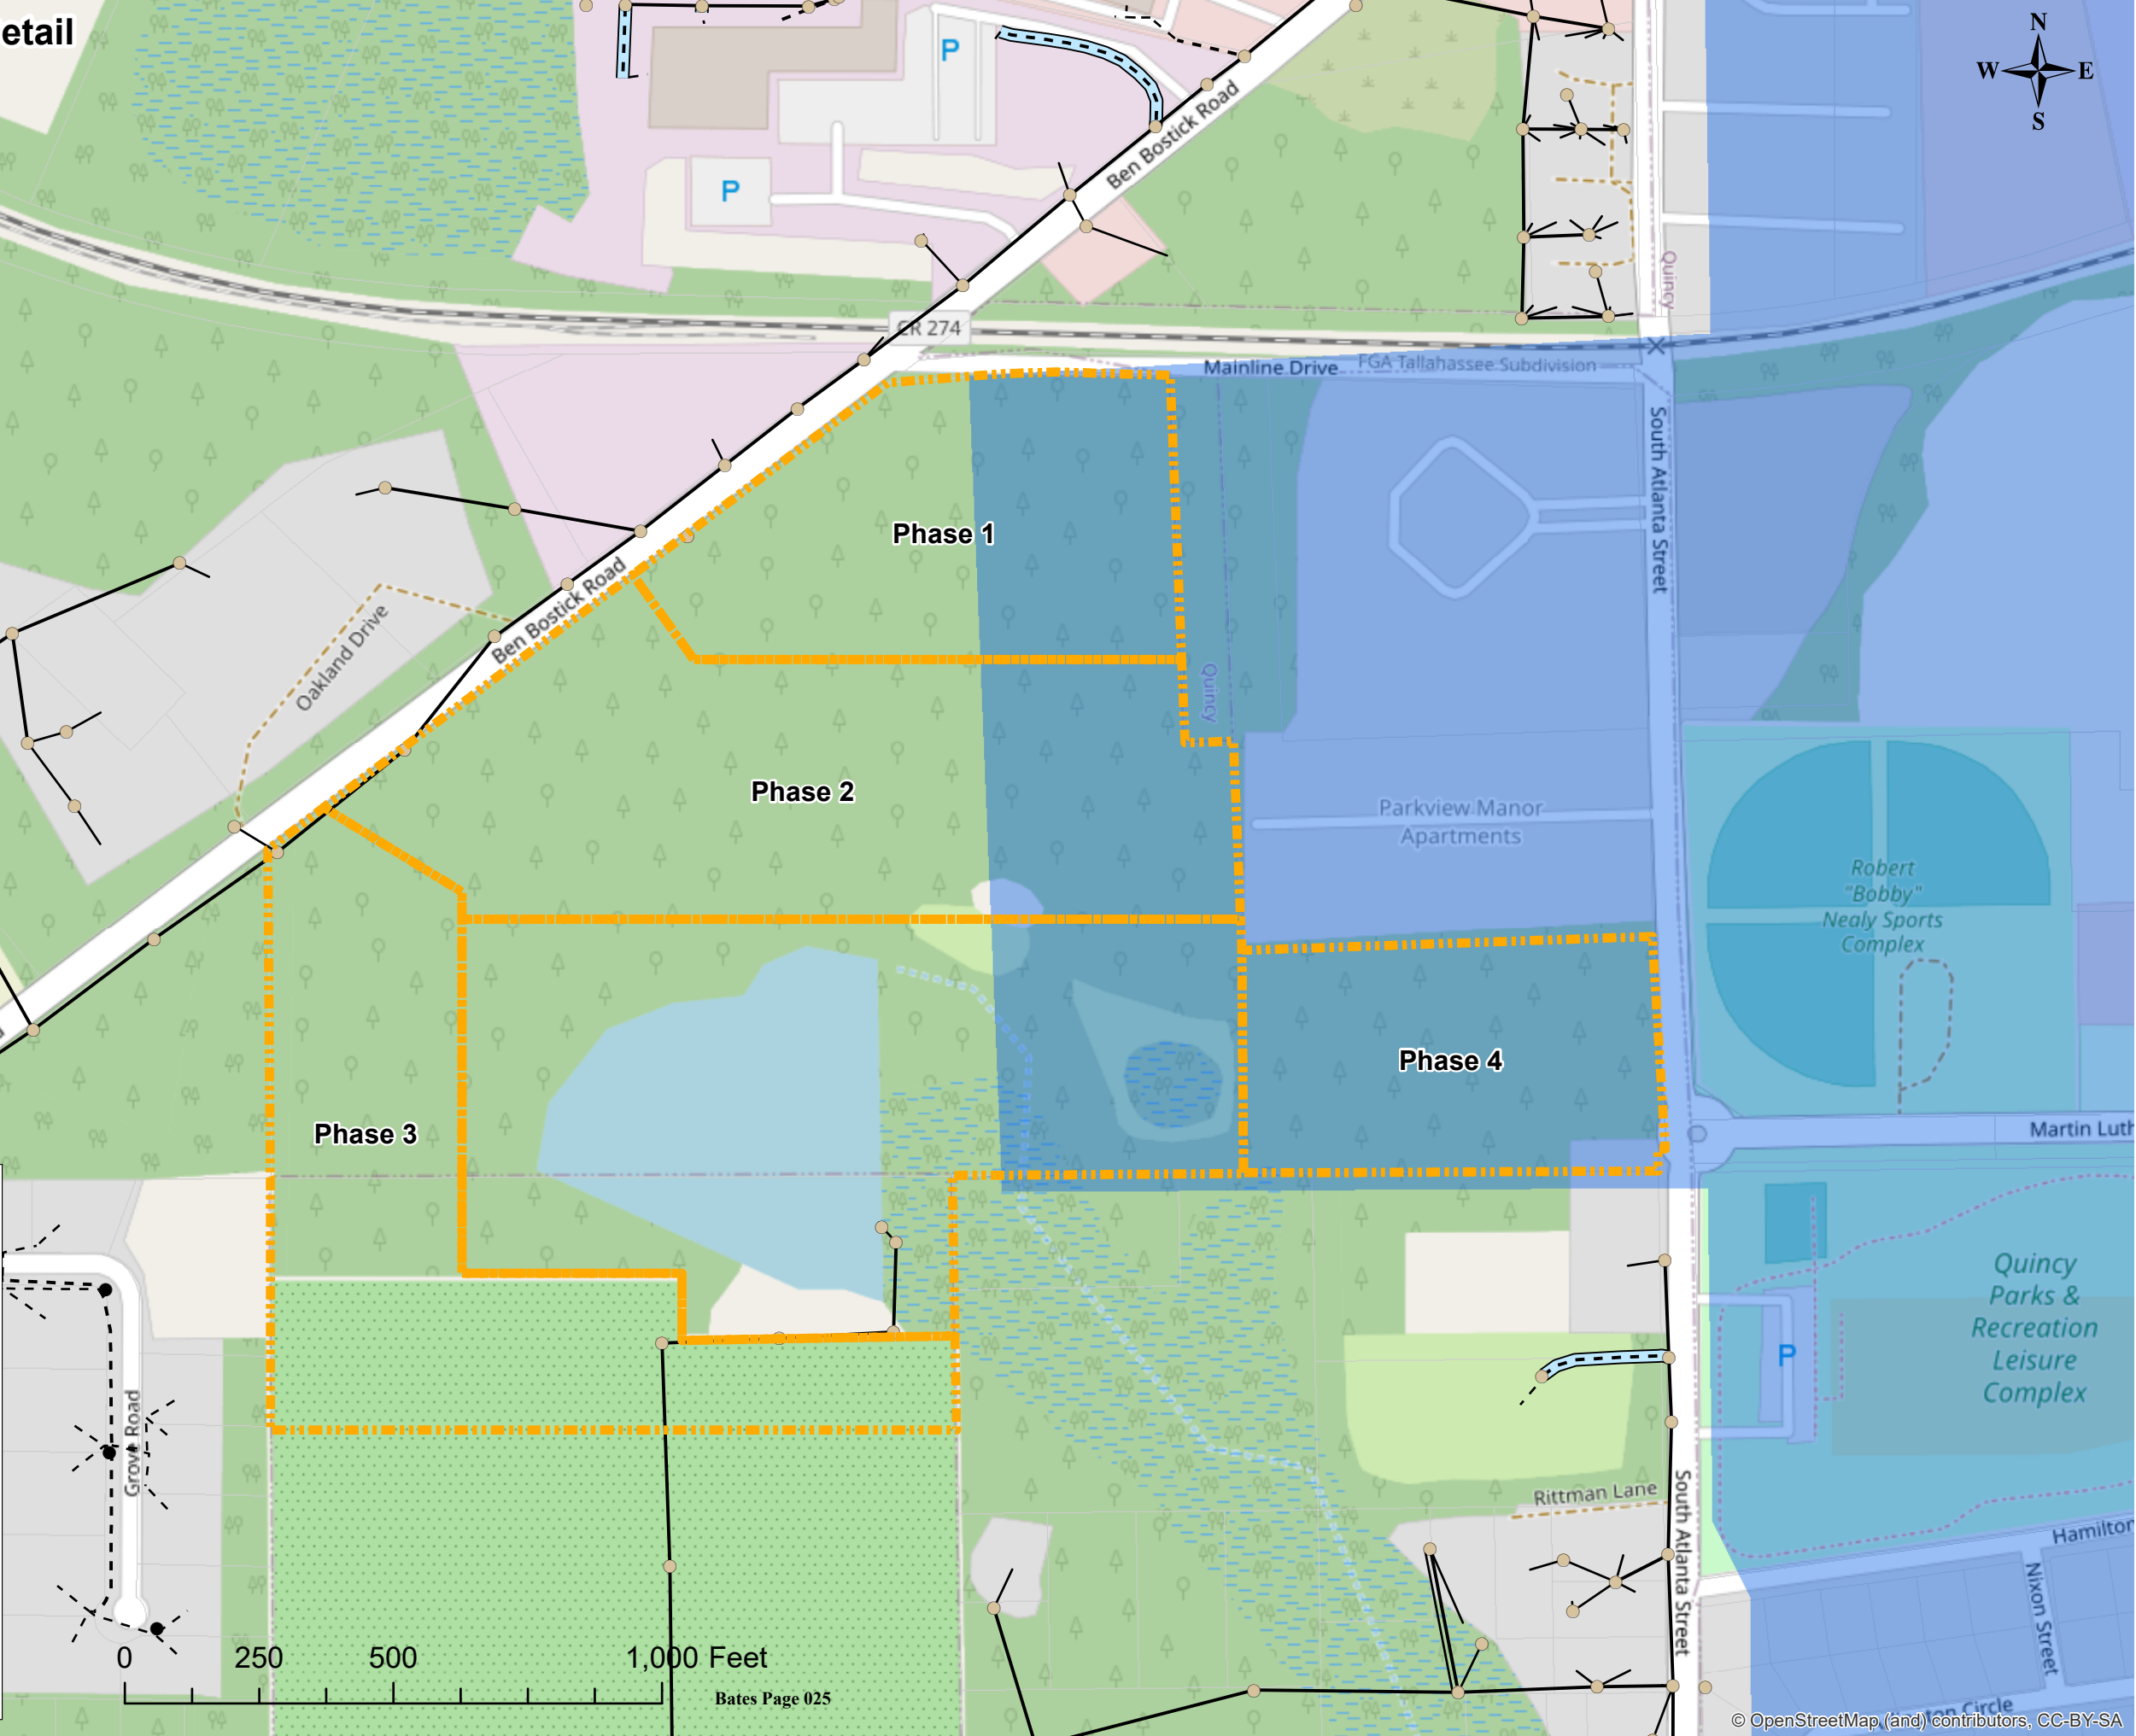 etail
N
W E
S
P
P
Ben Bostick Road
Quincy
CR 274
Mainline Drive
FGA Tallahassee Subdivision
South Atlanta Street
Phase 1
Ben Bostick Road
Oakland Drive
Quincy
Phase 2
Parkview Manor
Apartments
Robert
"Bobby"
Nealy Sports
Complex
Phase 4
Phase 3
Martin Luth
Quincy
Parks &
Recreation
Leisure
Complex
P
Grove Road
Rittman Lane
South Atlanta Street
Hamilton
Nixon Street
0 250 500 1,000 Feet
Bates Page 025
Circle
© OpenStreetMap (and) contributors, CC-BY-SA